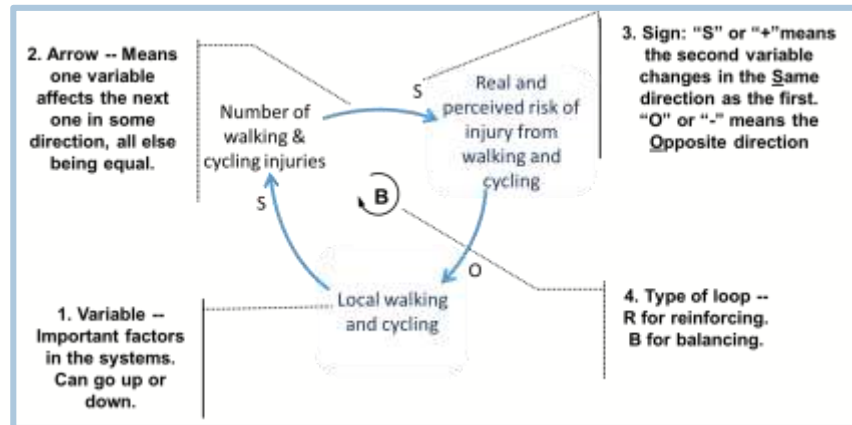 2. Arrow -- Means
one variable
affects the next
one in some
direction, all else
being equal.
Number of
walking &
cycling injuries
S
Real and
perceived risk of
injury from
walking and
cycling
3. Sign: “S” or “+”means
the second variable
changes in the Same
direction as the first.
“O” or “-” means the
Opposite direction
S
B
O
1. Variable --
Important factors
in the systems.
Can go up or
down.
Local walking
and cycling
4. Type of loop --
R for reinforcing.
B for balancing.